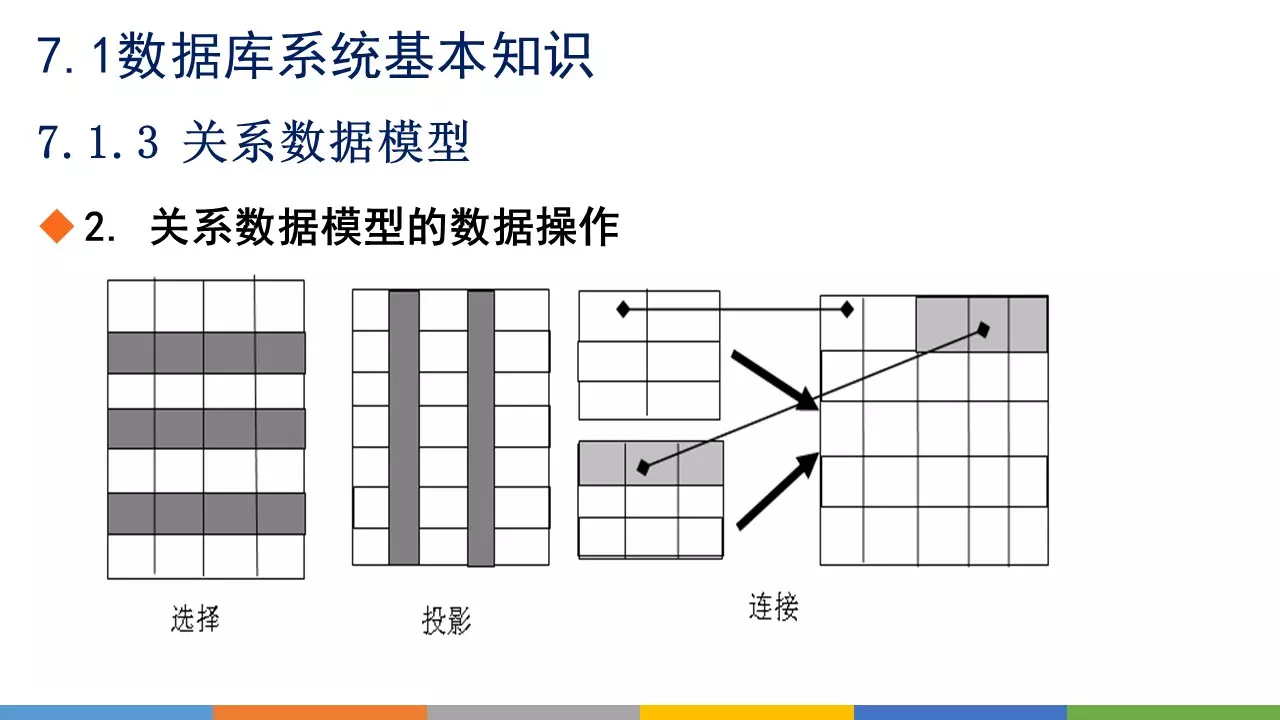 7.1数据库系统基本知识
7.1.3 关系数据模型
2. 关系数据模型的数据操作
选择
投影
连接